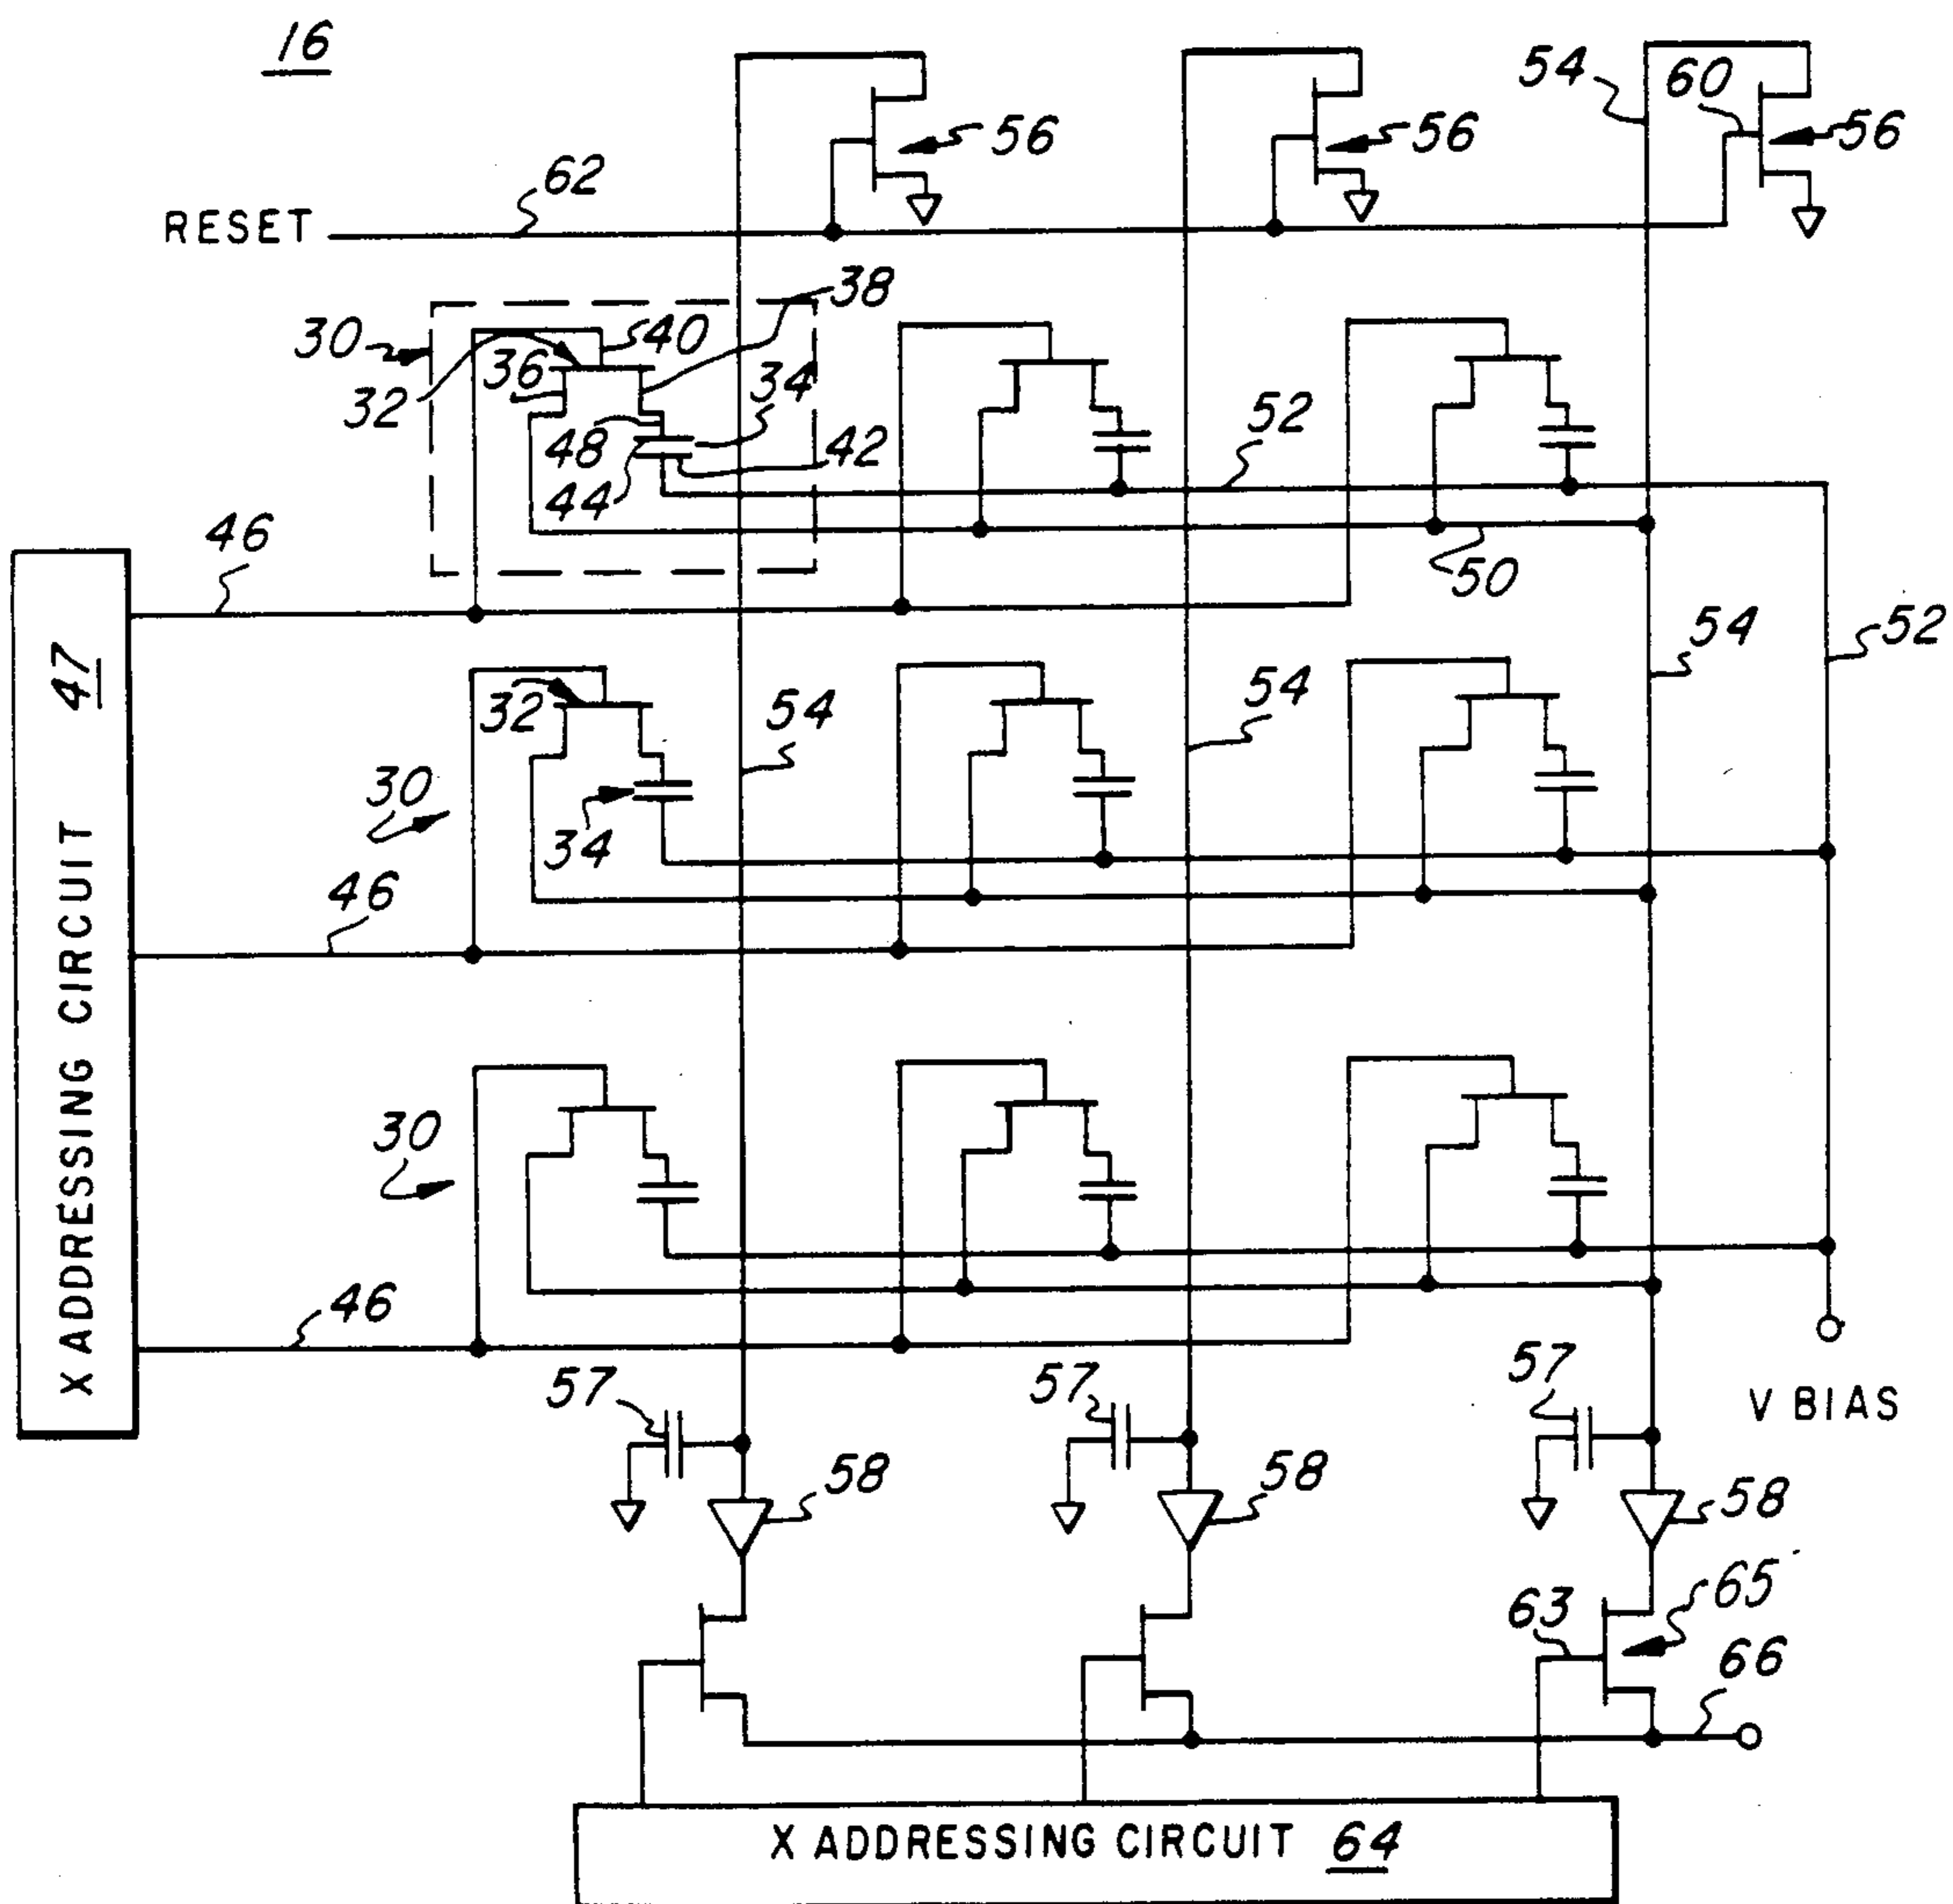 16
54 60
56 56 56
62
RESET
38
30 40
36 34
32 52
48 42
44
46 50
54 52
47
X ADDRESSING CIRCUIT
32 54 54
30
34
46
30
46
57 57 57
V BIAS
58 58 58
63 65
66
X ADDRESSING CIRCUIT 64